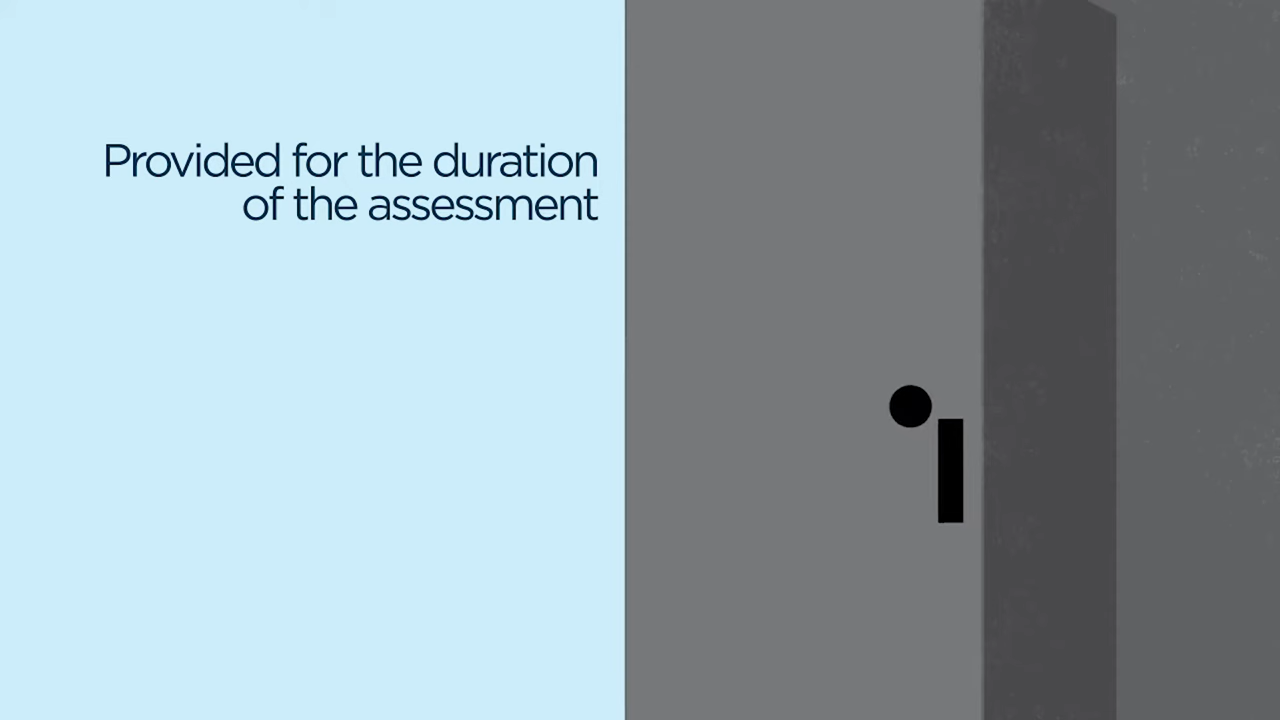 Provided for the duration
of the assessment